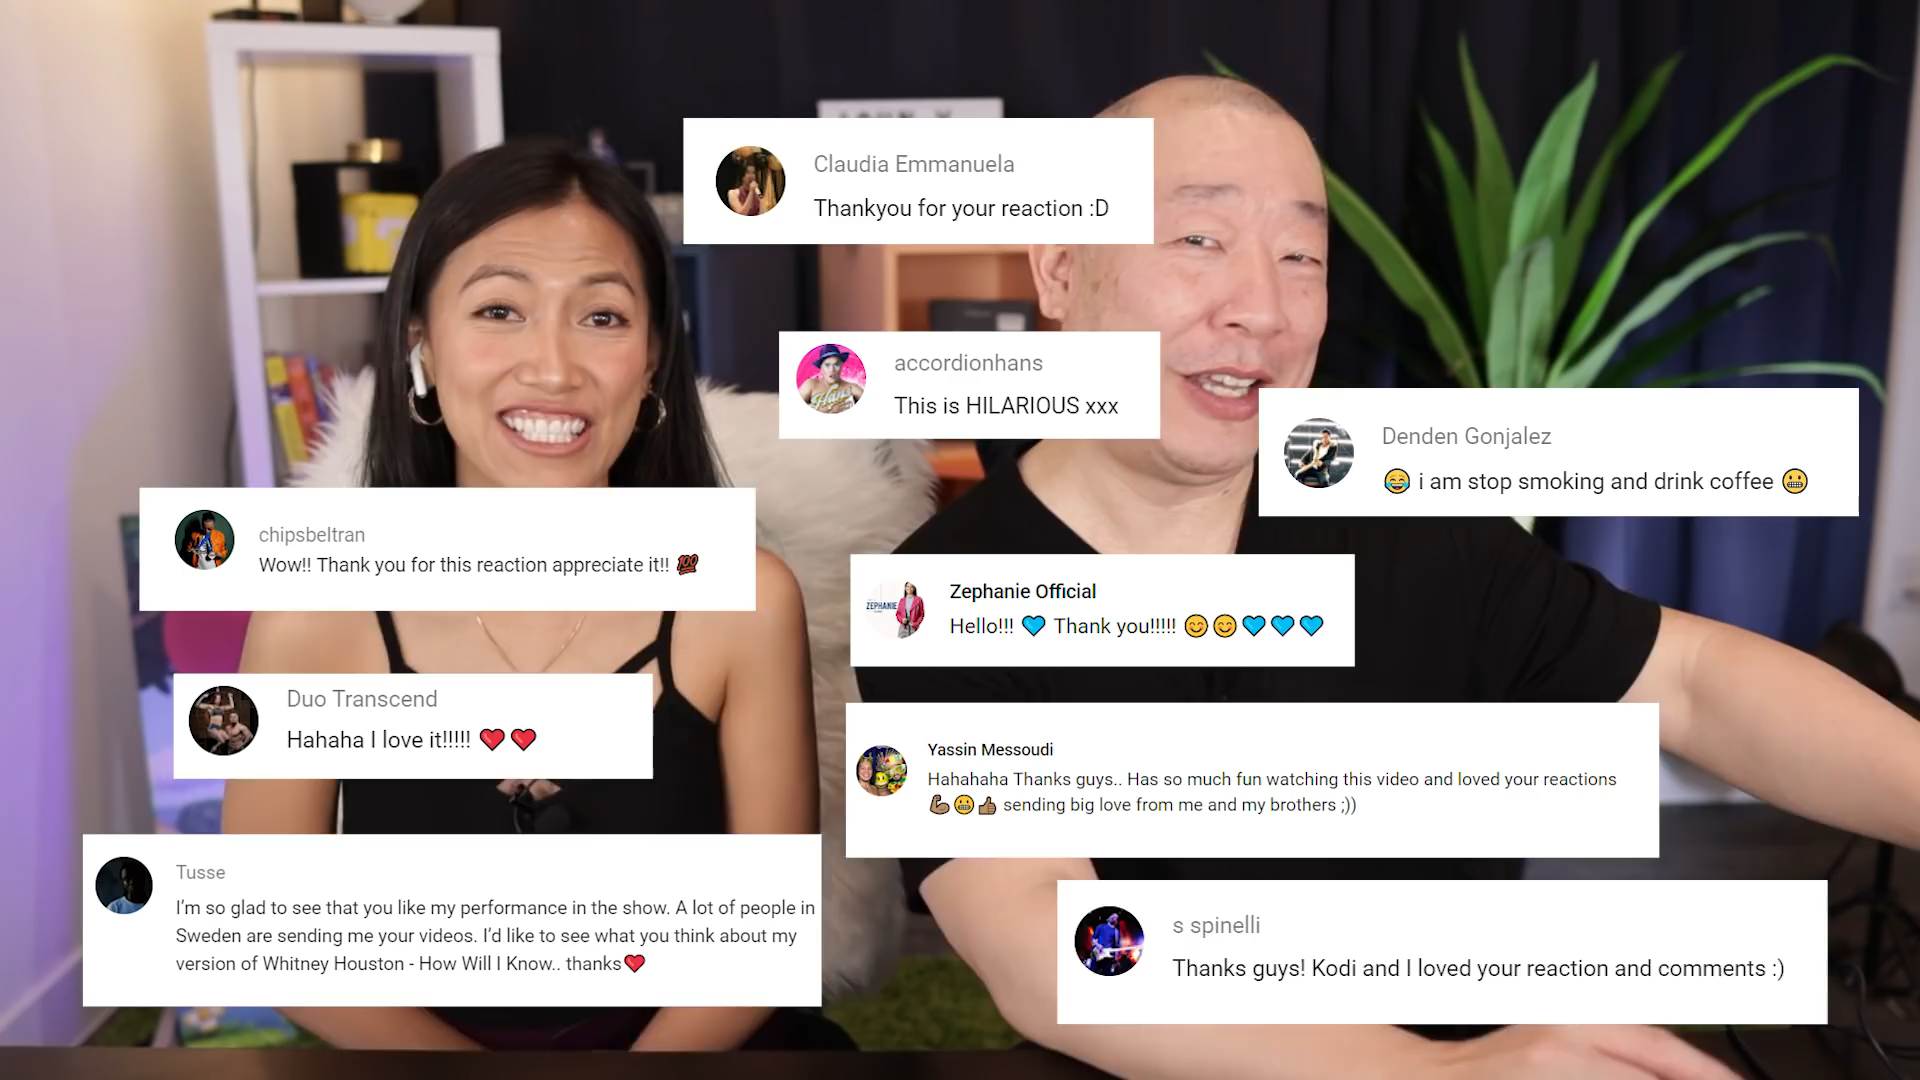 Claudia Emmanuela
Thankyou for your reaction :D
accordionhans
This is HILARIOUS xxx
Denden Gonjalez
😂 i am stop smoking and drink coffee 😬
chipsbeltran
Wow!! Thank you for this reaction appreciate it!! 💯
ZEPHANIE
Zephanie Official
Hello!!! 💙 Thank you!!!!! 😊😊💙💙💙
Duo Transcend
Hahaha I love it!!!!! ❤️❤️
Yassin Messoudi
Hahahaha Thanks guys.. Has so much fun watching this video and loved your reactions
💪🏽😬👍🏽 sending big love from me and my brothers ;))
Tusse
I'm so glad to see that you like my performance in the show. A lot of people in
Sweden are sending me your videos. I'd like to see what you think about my
version of Whitney Houston - How Will I Know.. thanks❤️
s spinelli
Thanks guys! Kodi and I loved your reaction and comments :)